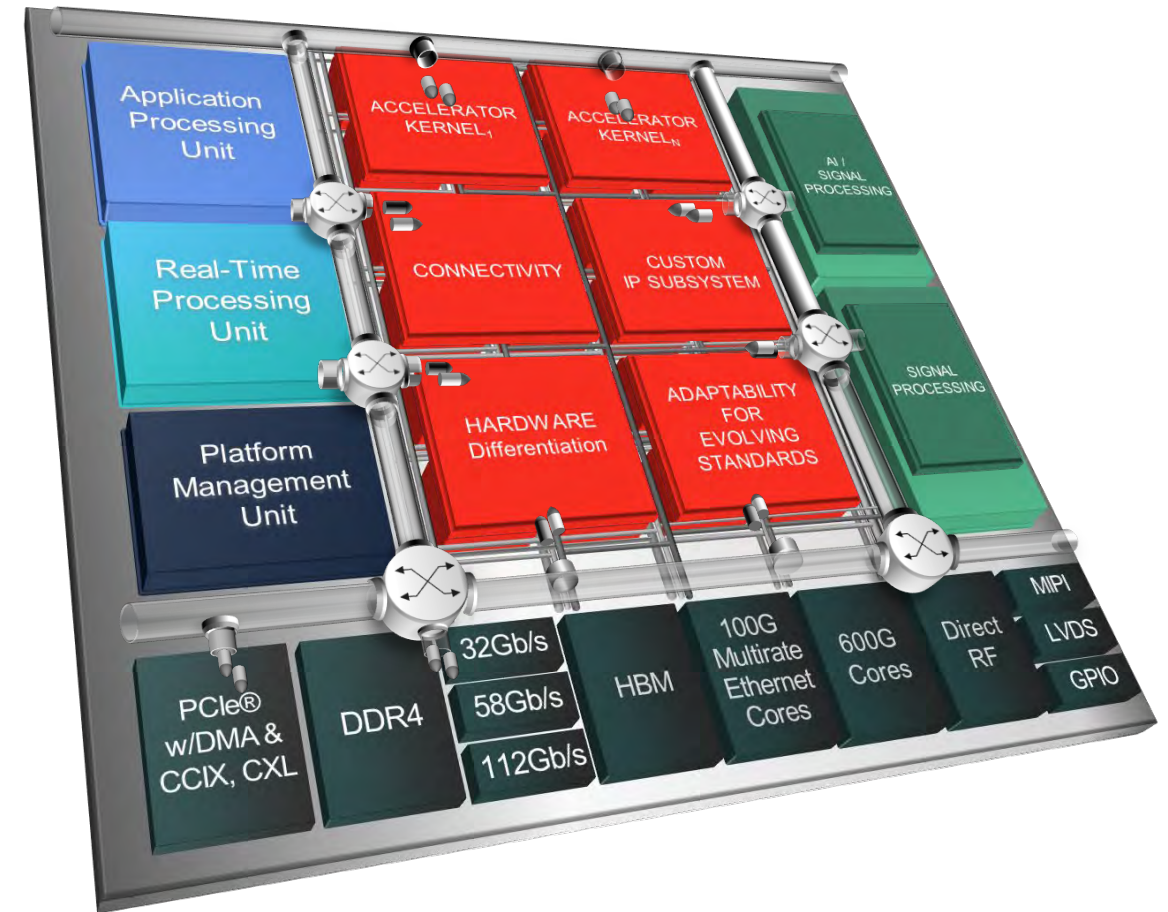 Application
Processing
Unit
ACCELERATOR
KERNEL₁
ACCELERATOR
KERNELN
AI /
SIGNAL
PROCESSING
Real-Time
Processing
Unit
CONNECTIVITY
CUSTOM
IP SUBSYSTEM
SIGNAL
PROCESSING
Platform
Management
Unit
HARDWARE
Differentiation
ADAPTABILITY
FOR
EVOLVING
STANDARDS
PCIe®
w/DMA &
CCIX, CXL
DDR4
32Gb/s
58Gb/s
112Gb/s
HBM
100G
Multirate
Ethernet
Cores
600G
Cores
Direct
RF
MIPI
LVDS
GPIO